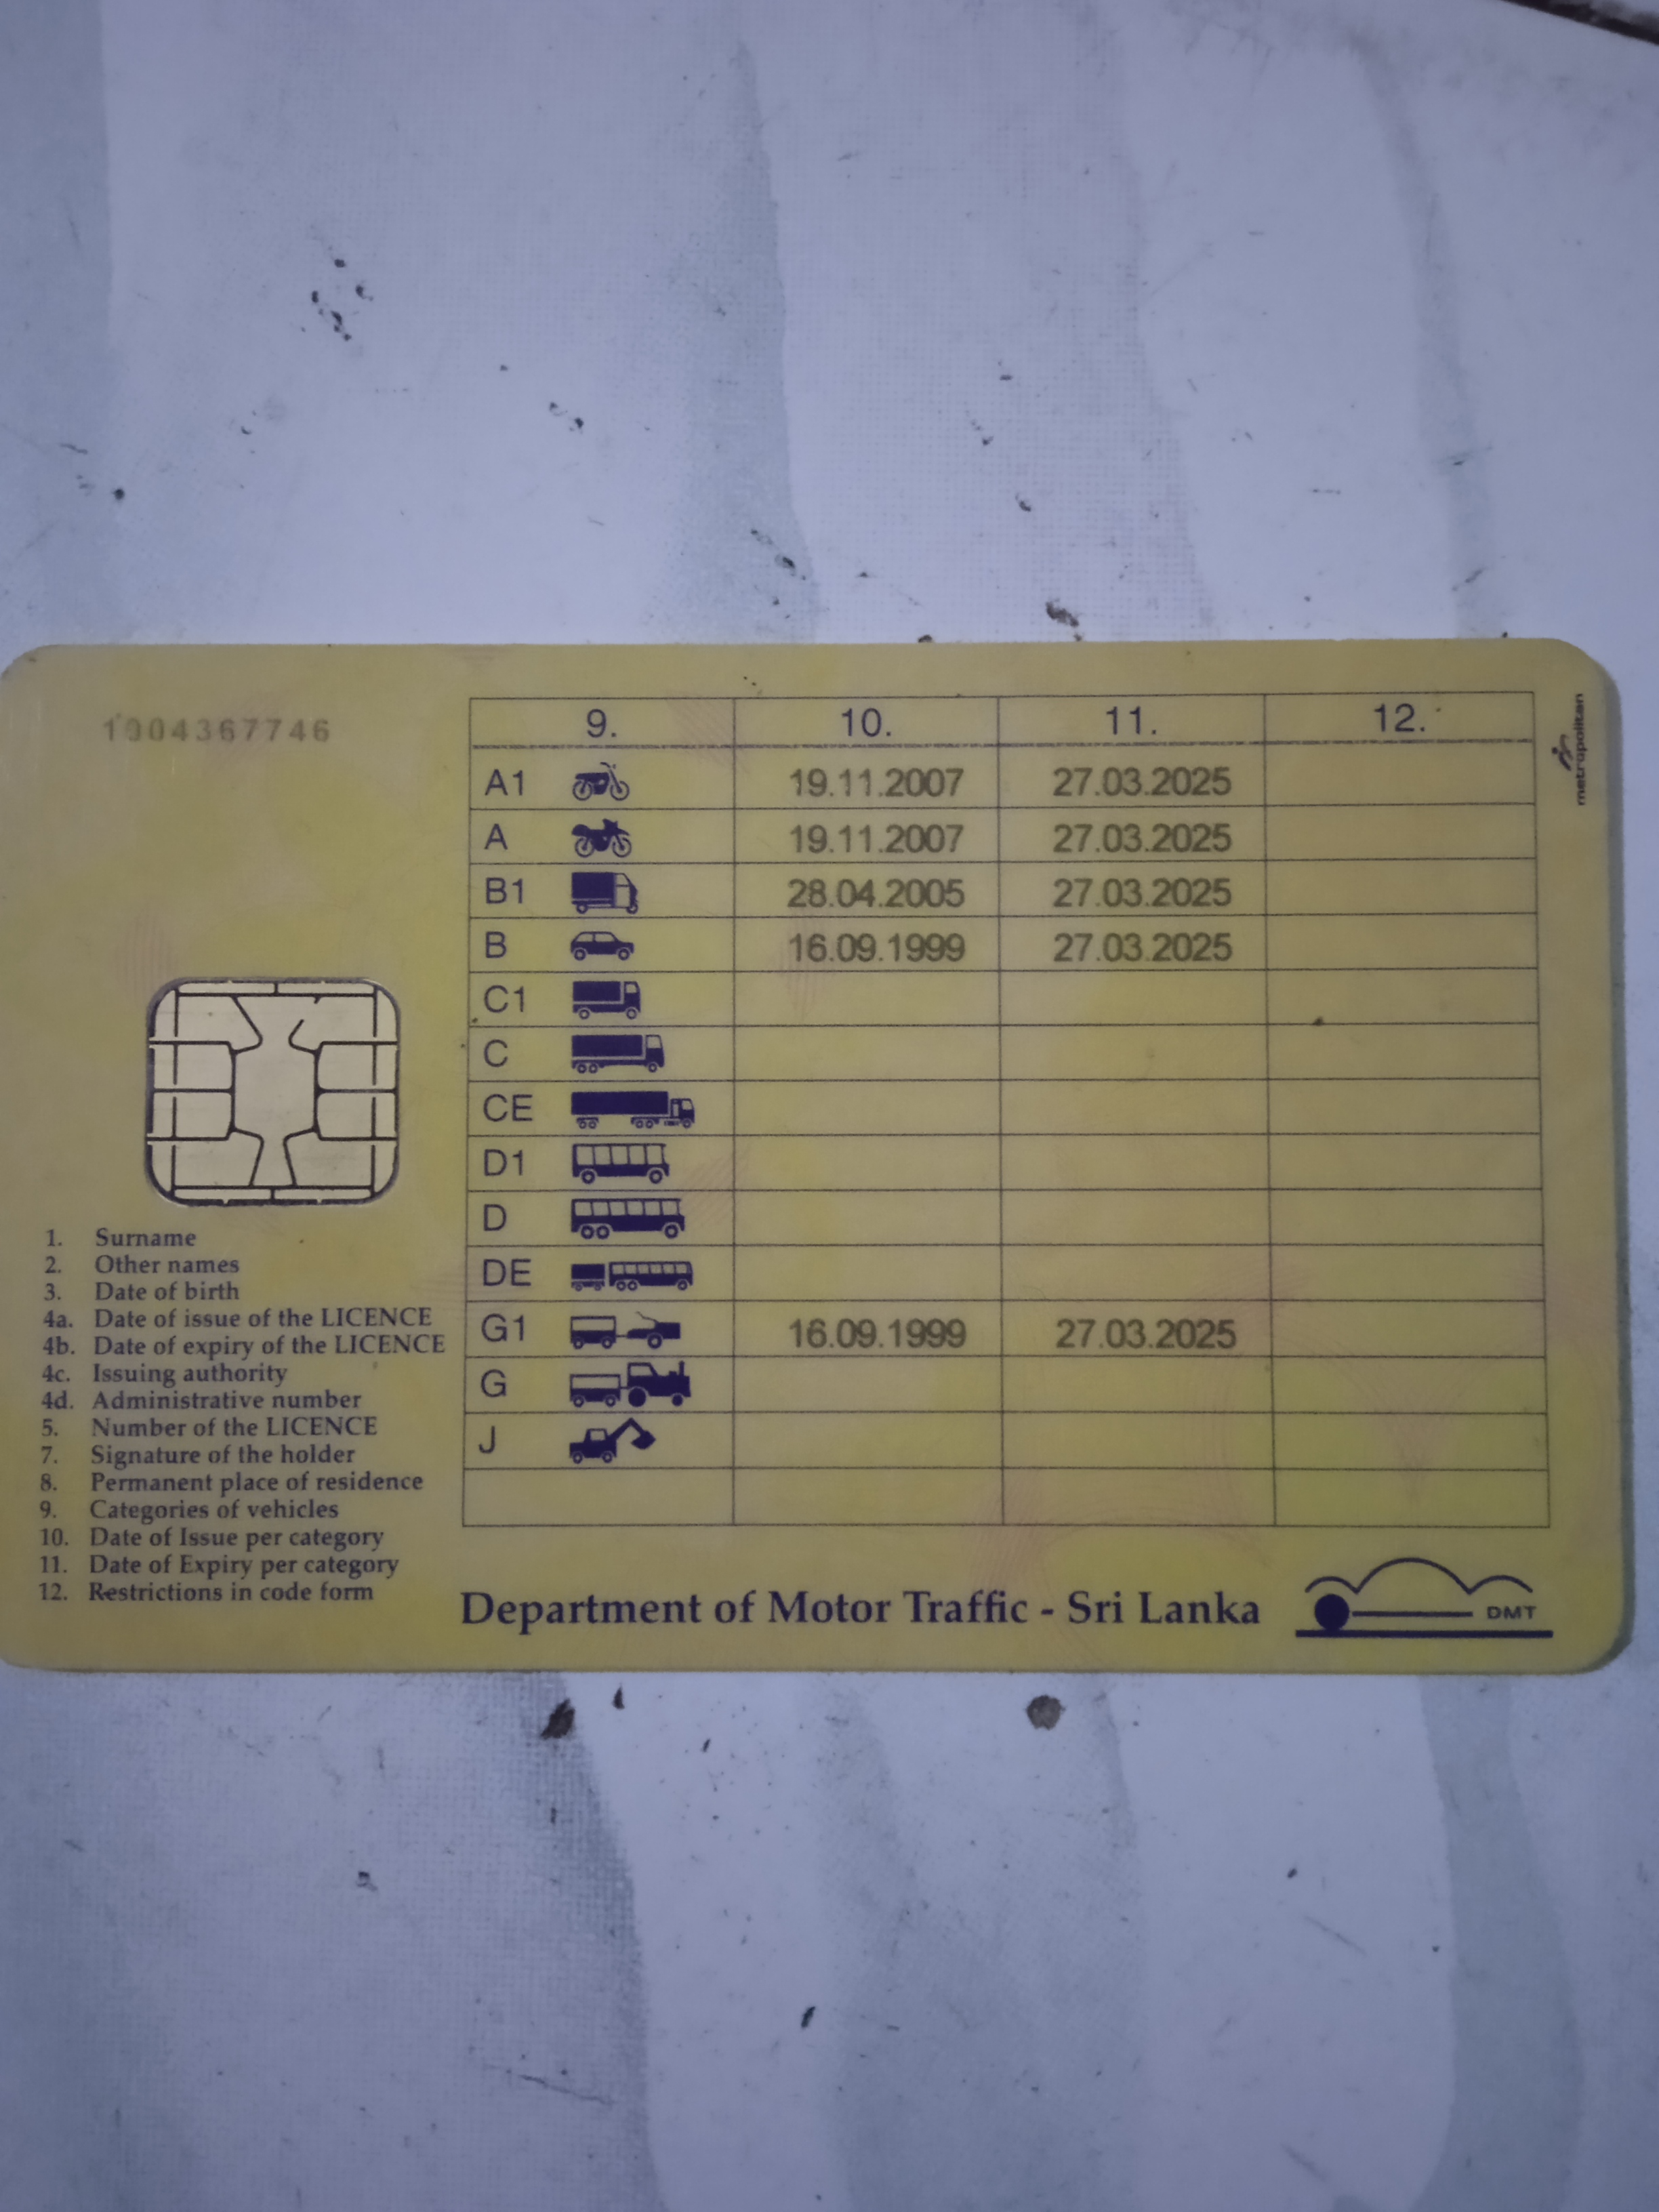 1004367746
9. 10. 11. 12.
A1 19.11.2007 27.03.2025
A 19.11.2007 27.03.2025
B1 28.04.2005 27.03.2025
B 16.09.1999 27.03.2025
C1
C
CE
D1
D
DE
G1 16.09.1999 27.03.2025
G
J
metropolitan
1. Surname
2. Other names
3. Date of birth
4a. Date of issue of the LICENCE
4b. Date of expiry of the LICENCE
4c. Issuing authority
4d. Administrative number
5. Number of the LICENCE
7. Signature of the holder
8. Permanent place of residence
9. Categories of vehicles
10. Date of Issue per category
11. Date of Expiry per category
12. Restrictions in code form
Department of Motor Traffic - Sri Lanka
DMT